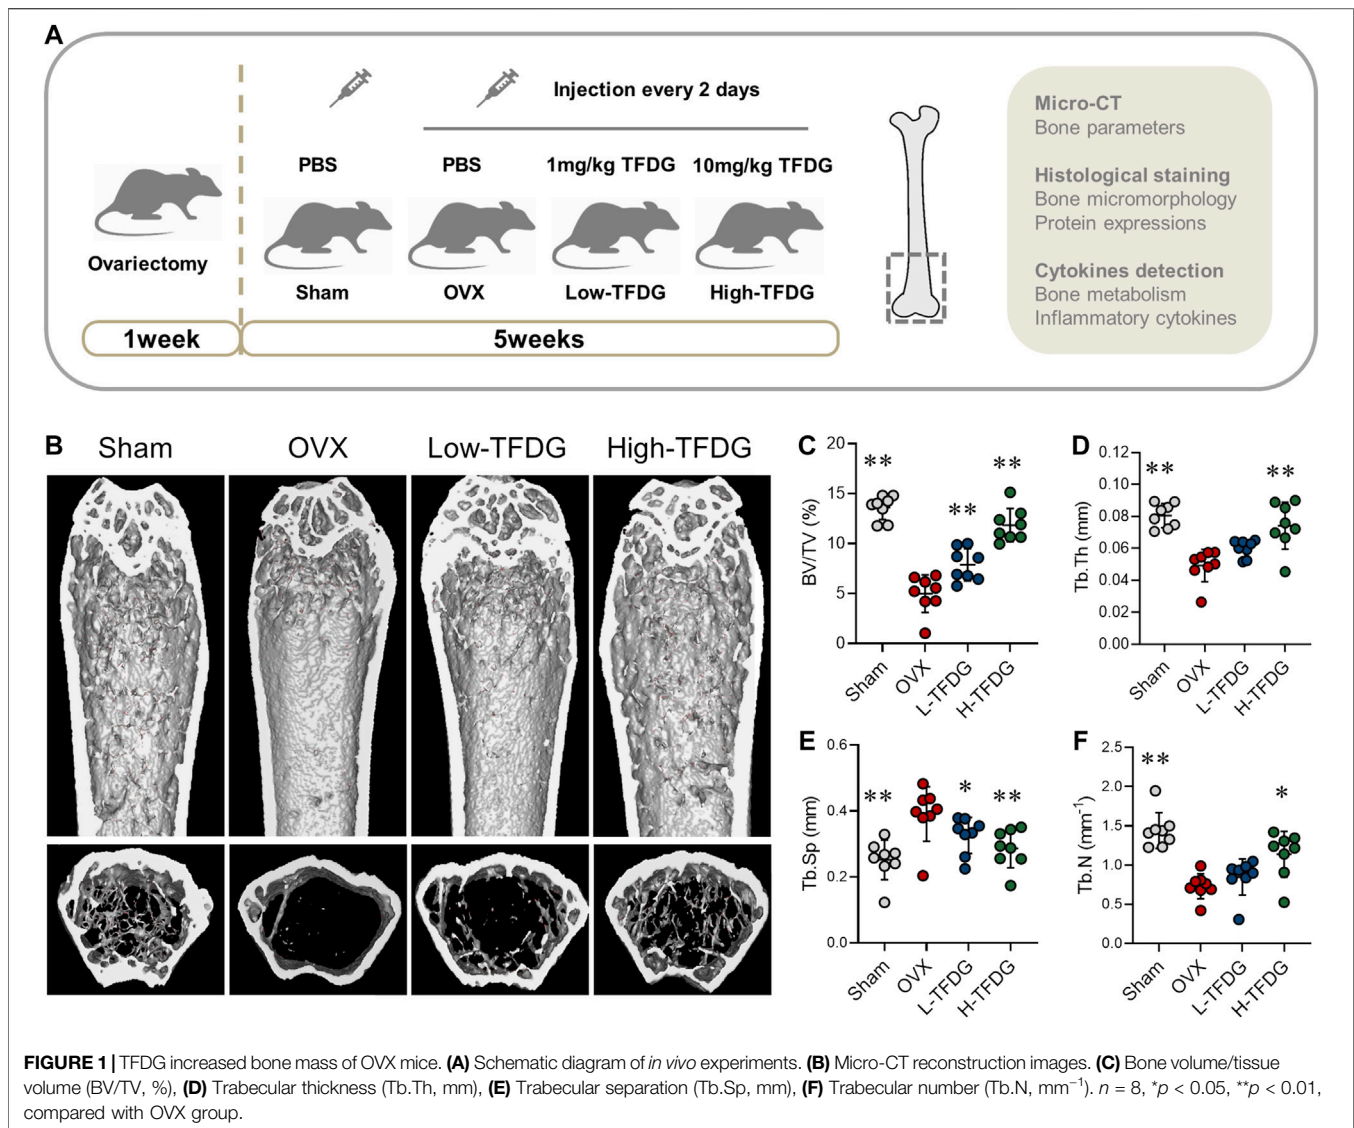 A
Injection every 2 days
PBS
PBS
1mg/kg TFDG
10mg/kg TFDG
Ovariectomy
Sham
OVX
Low-TFDG
High-TFDG
1week
5weeks
Micro-CT
Bone parameters
Histological staining
Bone micromorphology
Protein expressions
Cytokines detection
Bone metabolism
Inflammatory cytokines
B
Sham
OVX
Low-TFDG
High-TFDG
C
BV/TV (%)
20
15
10
5
0
**
**
**
Sham
OVX
L-TFDG
H-TFDG
D
Tb.Th (mm)
0.12
0.10
0.08
0.06
0.04
0.02
0.00
**
**
Sham
OVX
L-TFDG
H-TFDG
E
Tb.Sp (mm)
0.6
0.4
0.2
0.0
**
*
**
Sham
OVX
L-TFDG
H-TFDG
F
Tb.N (mm⁻¹)
2.5
2.0
1.5
1.0
0.5
0.0
**
*
Sham
OVX
L-TFDG
H-TFDG
FIGURE 1 | TFDG increased bone mass of OVX mice. (A) Schematic diagram of in vivo experiments. (B) Micro-CT reconstruction images. (C) Bone volume/tissue
volume (BV/TV, %), (D) Trabecular thickness (Tb.Th, mm), (E) Trabecular separation (Tb.Sp, mm), (F) Trabecular number (Tb.N, mm⁻¹). n = 8, *p < 0.05, **p < 0.01,
compared with OVX group.